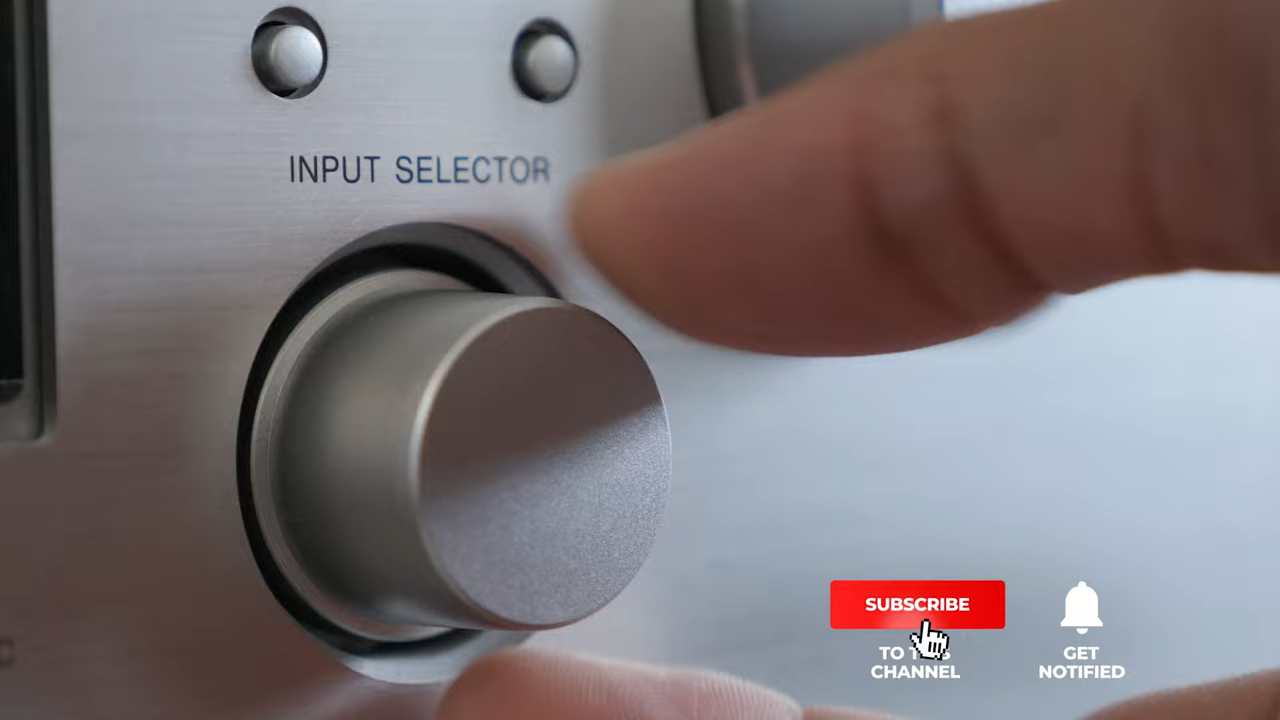 INPUT SELECTOR
SUBSCRIBE
TO
CHANNEL
GET
NOTIFIED